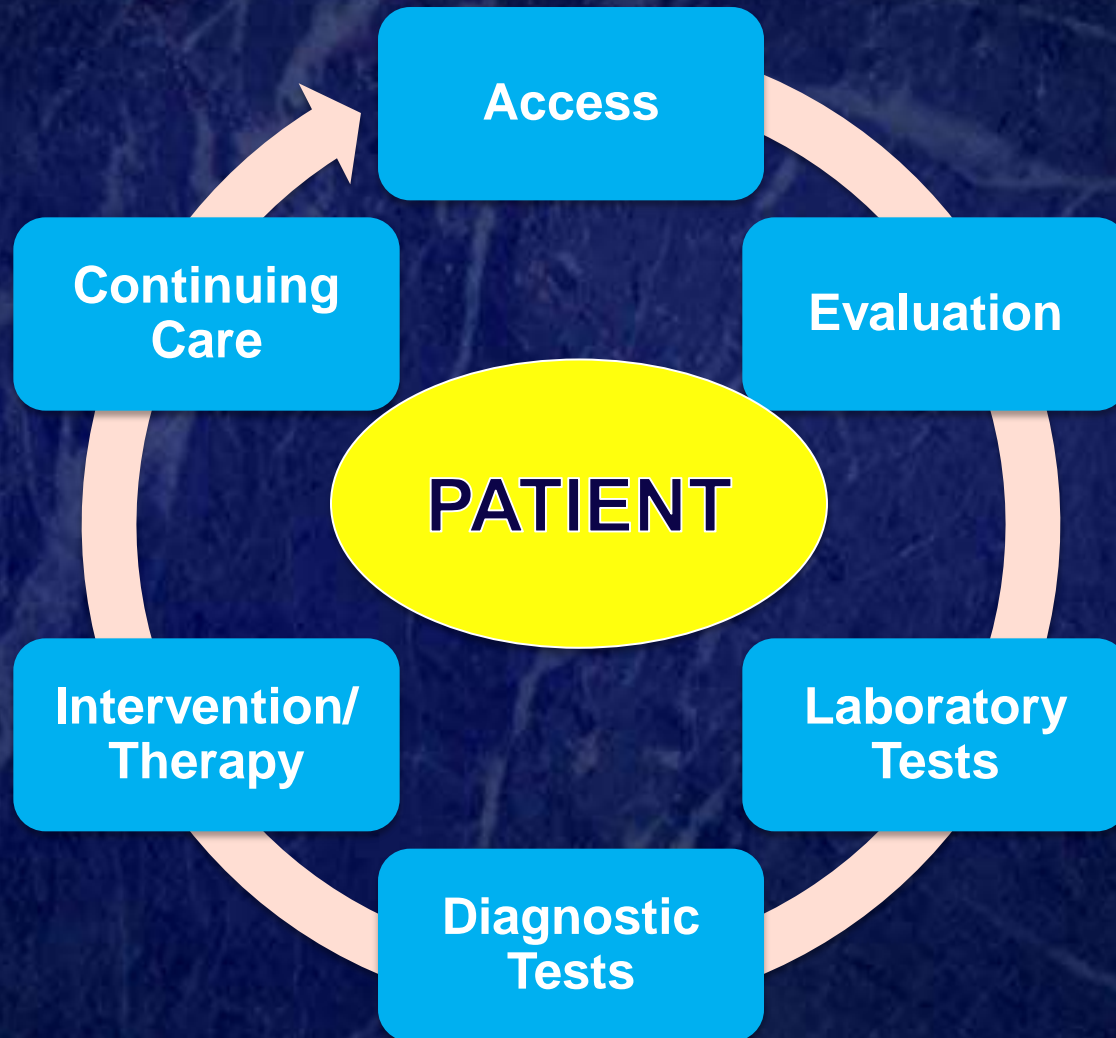 Access
Evaluation
Laboratory
Tests
Diagnostic
Tests
Intervention/
Therapy
Continuing
Care
PATIENT